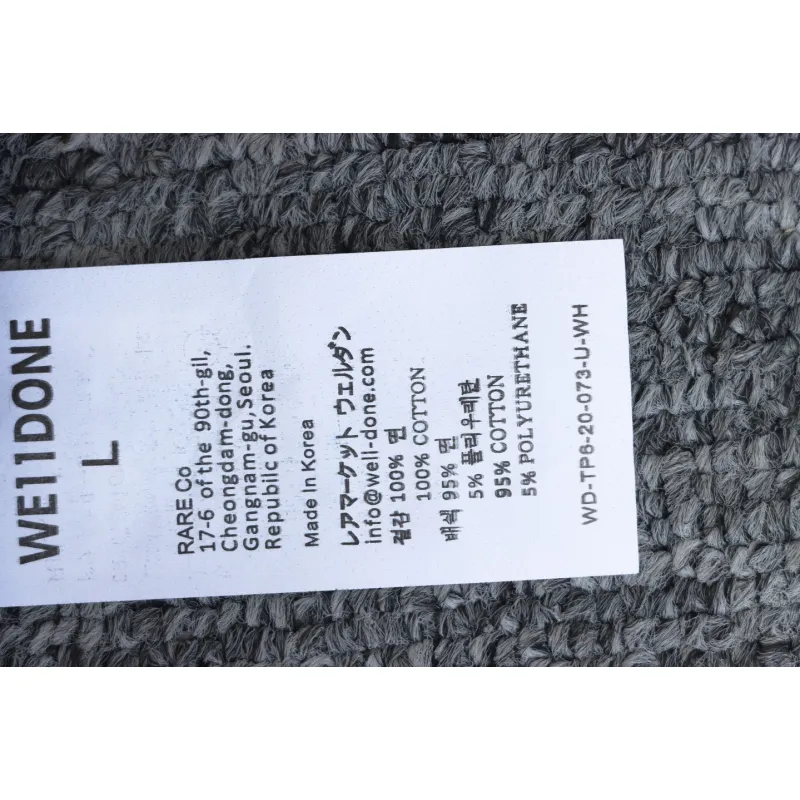 WE11DONE
L
RARE Co
17-6 of the 90th-gil,
Cheongdam-dong,
Gangnam-gu, Seoul.
Republic of Korea
Made In Korea
レアマーケット ウェルダン
info@well-done.com
겉감 100% 면
100% COTTON
배색 95% 면
5% 폴리우레탄
95% COTTON
5% POLYURETHANE
WD-TP6-20-073-U-WH